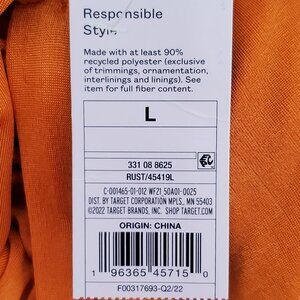 Responsible
Style
Made with at least 90%
recycled polyester (exclusive
of trimmings, ornamentation,
interlinings and linings). See
item for full fiber content.
L
331 08 8625
RUST/45419L
C-001465-01-012 WF21 50A01-0025
DIST. BY TARGET CORPORATION MPLS, MN 55403
©2022 TARGET BRANDS, INC. SHOP TARGET.COM
ORIGIN: CHINA
1 96365 45715 0
F00317693-Q2/22